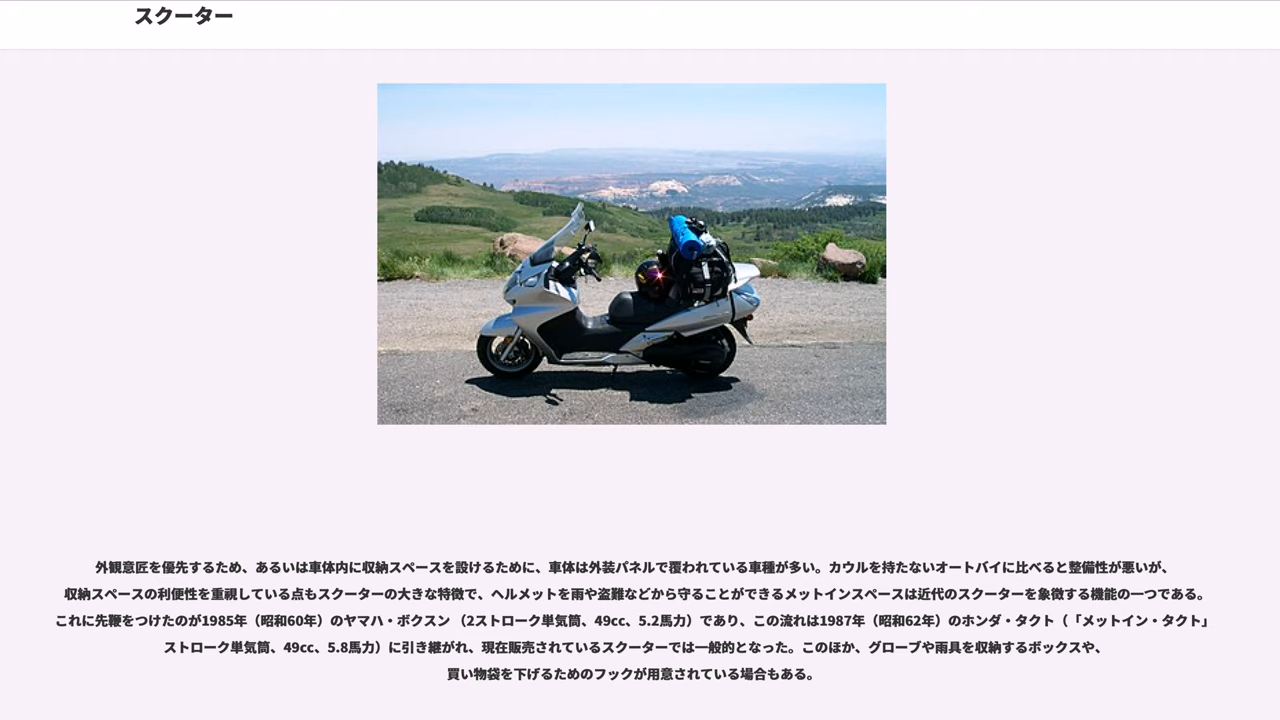 スクーター
外観意匠を優先するため、あるいは車体内に収納スペースを設けるために、車体は外装パネルで覆われている車種が多い。カウルを持たないオートバイに比べると整備性が悪いが、
収納スペースの利便性を重視している点もスクーターの大きな特徴で、ヘルメットを雨や盗難などから守ることができるメットインスペースは近代のスクーターを象徴する機能の一つである。
これに先鞭をつけたのが1985年（昭和60年）のヤマハ・ボクスン （2ストローク単気筒、49cc、5.2馬力）であり、この流れは1987年（昭和62年）のホンダ・タクト（「メットイン・タクト」
ストローク単気筒、49cc、5.8馬力）に引き継がれ、現在販売されているスクーターでは一般的となった。このほか、グローブや雨具を収納するボックスや、
買い物袋を下げるためのフックが用意されている場合もある。